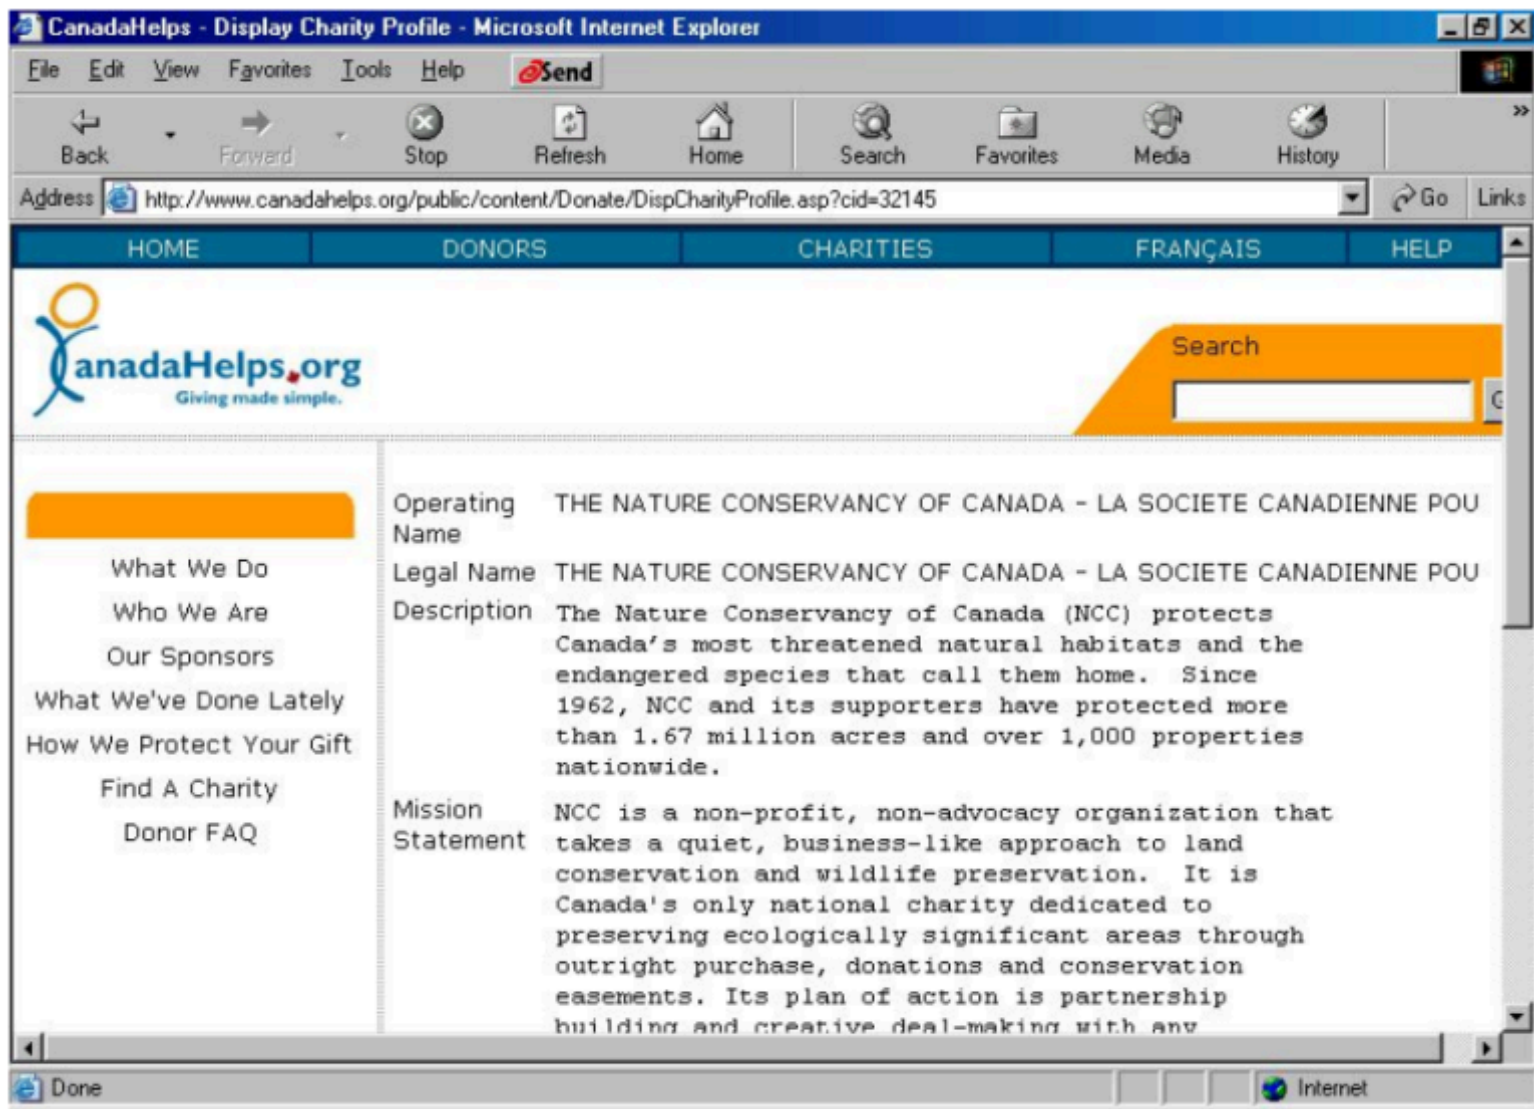 CanadaHelps - Display Charity Profile - Microsoft Internet Explorer
File Edit View Favorites Tools Help Send
Back Forward Stop Refresh Home Search Favorites Media History »
Address http://www.canadahelps.org/public/content/Donate/DispCharityProfile.asp?cid=32145 Go Links
HOME DONORS CHARITIES FRANÇAIS HELP
CanadaHelps.org
Giving made simple.
Search
What We Do
Who We Are
Our Sponsors
What We've Done Lately
How We Protect Your Gift
Find A Charity
Donor FAQ
Operating Name THE NATURE CONSERVANCY OF CANADA - LA SOCIETE CANADIENNE POU
Legal Name THE NATURE CONSERVANCY OF CANADA - LA SOCIETE CANADIENNE POU
Description The Nature Conservancy of Canada (NCC) protects
Canada's most threatened natural habitats and the
endangered species that call them home. Since
1962, NCC and its supporters have protected more
than 1.67 million acres and over 1,000 properties
nationwide.
Mission Statement NCC is a non-profit, non-advocacy organization that
takes a quiet, business-like approach to land
conservation and wildlife preservation. It is
Canada's only national charity dedicated to
preserving ecologically significant areas through
outright purchase, donations and conservation
easements. Its plan of action is partnership
building and creative deal-making with any
Done Internet